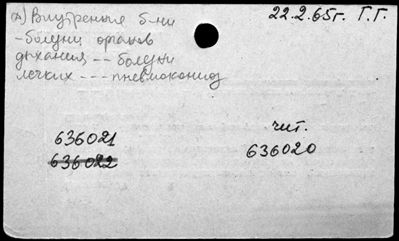 а) Внутренние б-ни
- болезни органов
дыхания -- болезни
легких --- пневмокониоз
22.2.65г. Г.Г.
636021
636022
чит.
636020